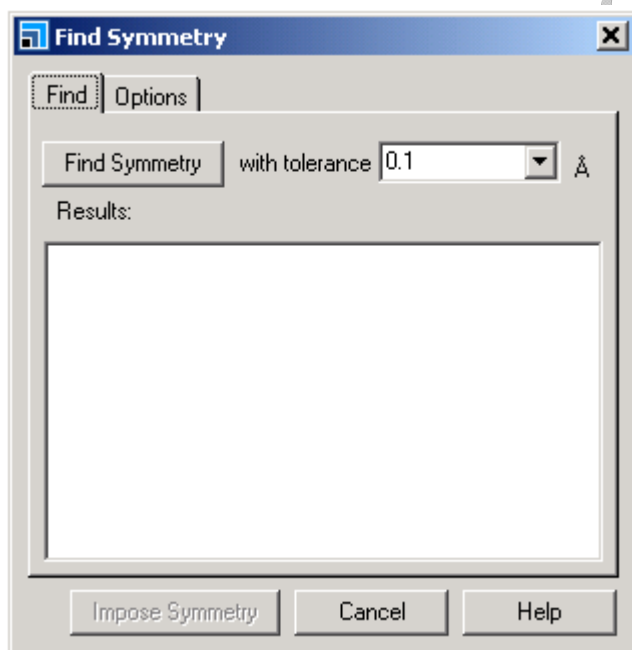 Find Symmetry
Find Options
Find Symmetry with tolerance 0.1 Å
Results:
Impose Symmetry Cancel Help